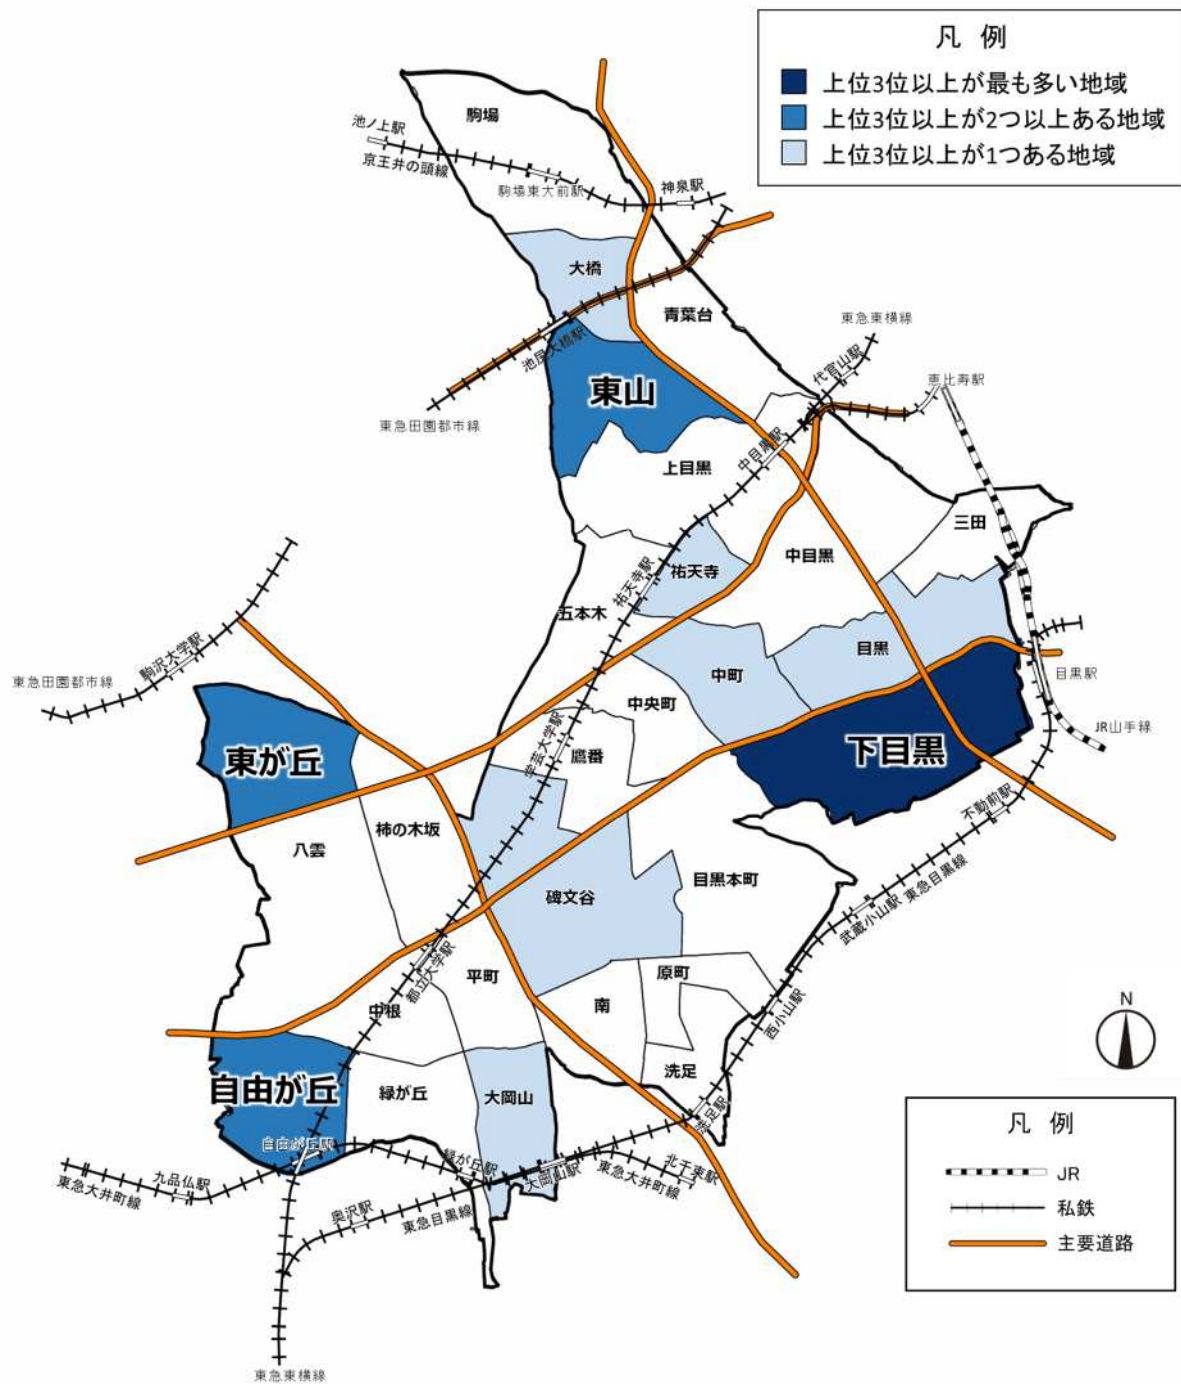 凡 例
上位3位以上が最も多い地域
上位3位以上が2つ以上ある地域
上位3位以上が1つある地域
駒場
池ノ上駅
京王井の頭線
駒場東大前駅
神泉駅
大橋
青葉台
東急東横線
池尻大橋駅
代官山駅
恵比寿駅
東山
東急田園都市線
中目黒駅
上目黒
三田
中目黒
祐天寺
祐天寺駅
五本木
目黒
駒沢大学駅
中町
目黒駅
東急田園都市線
中央町
JR山手線
学芸大学駅
鷹番
下目黒
東が丘
不動前駅
柿の木坂
八雲
目黒本町
碑文谷
東急目黒線
武蔵小山駅
都立大学駅
平町
原町
南
西小山駅
中根
洗足
自由が丘
緑が丘
大岡山
洗足駅
自由が丘駅
緑が丘駅
大岡山駅
北千束駅
九品仏駅
東急大井町線
東急大井町線
奥沢駅
東急目黒線
東急東横線
N
凡 例
JR
私鉄
主要道路